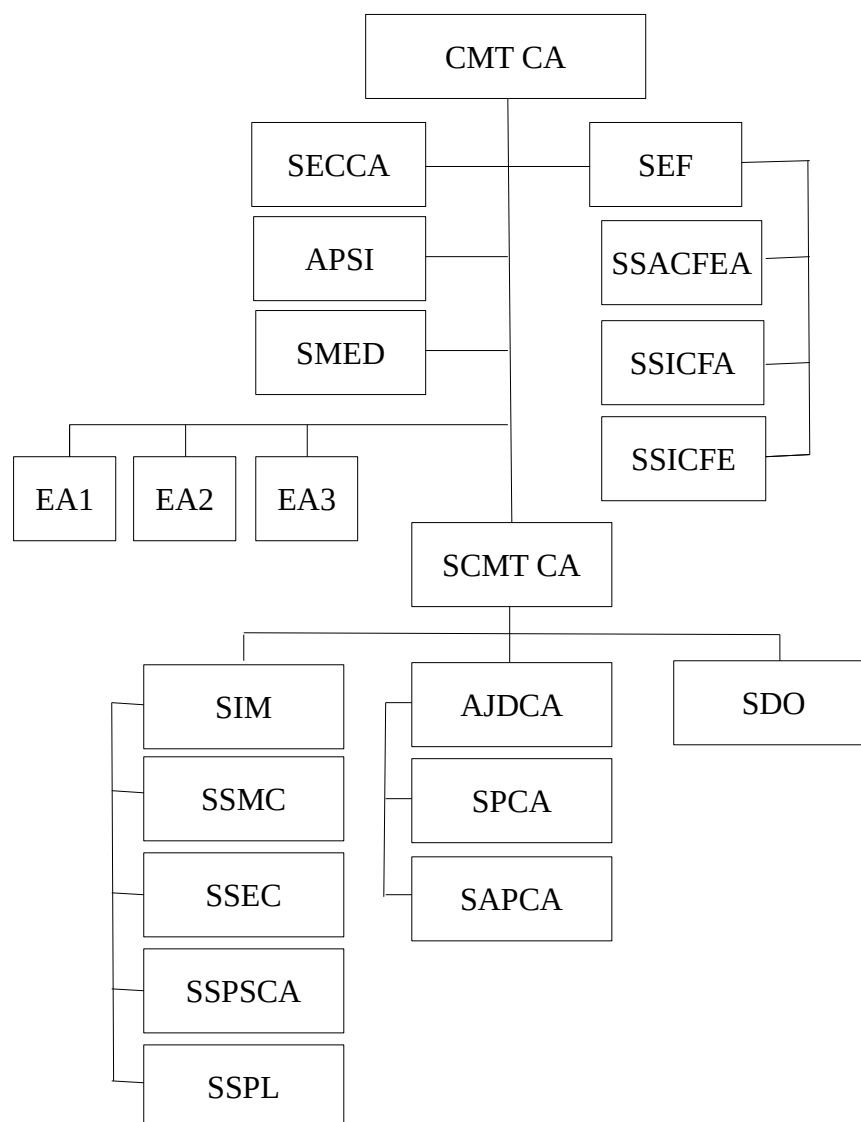 CMT CA
SECCA
SEF
APSI
SSACFEA
SMED
SSICFA
SSICFE
EA1
EA2
EA3
SCMT CA
SIM
AJDCA
SDO
SSMC
SPCA
SSEC
SAPCA
SSPSCA
SSPL